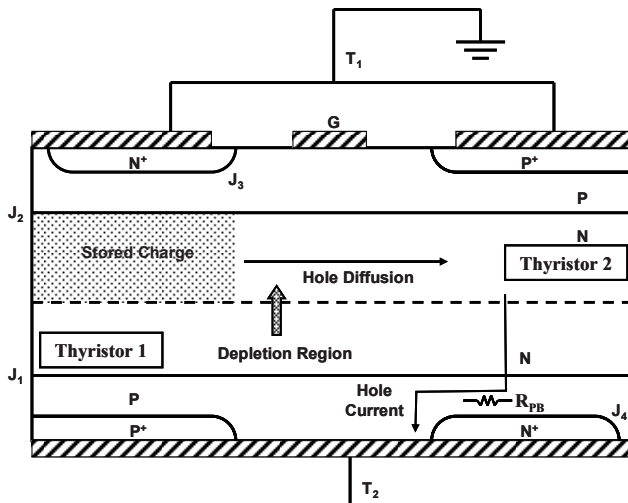 T1
G
N+
P+
J3
P
J2
N
Stored Charge
Thyristor 2
Hole Diffusion
Thyristor 1
Depletion Region
N
J1
Hole
Current
P
RPB
J4
P+
N+
T2